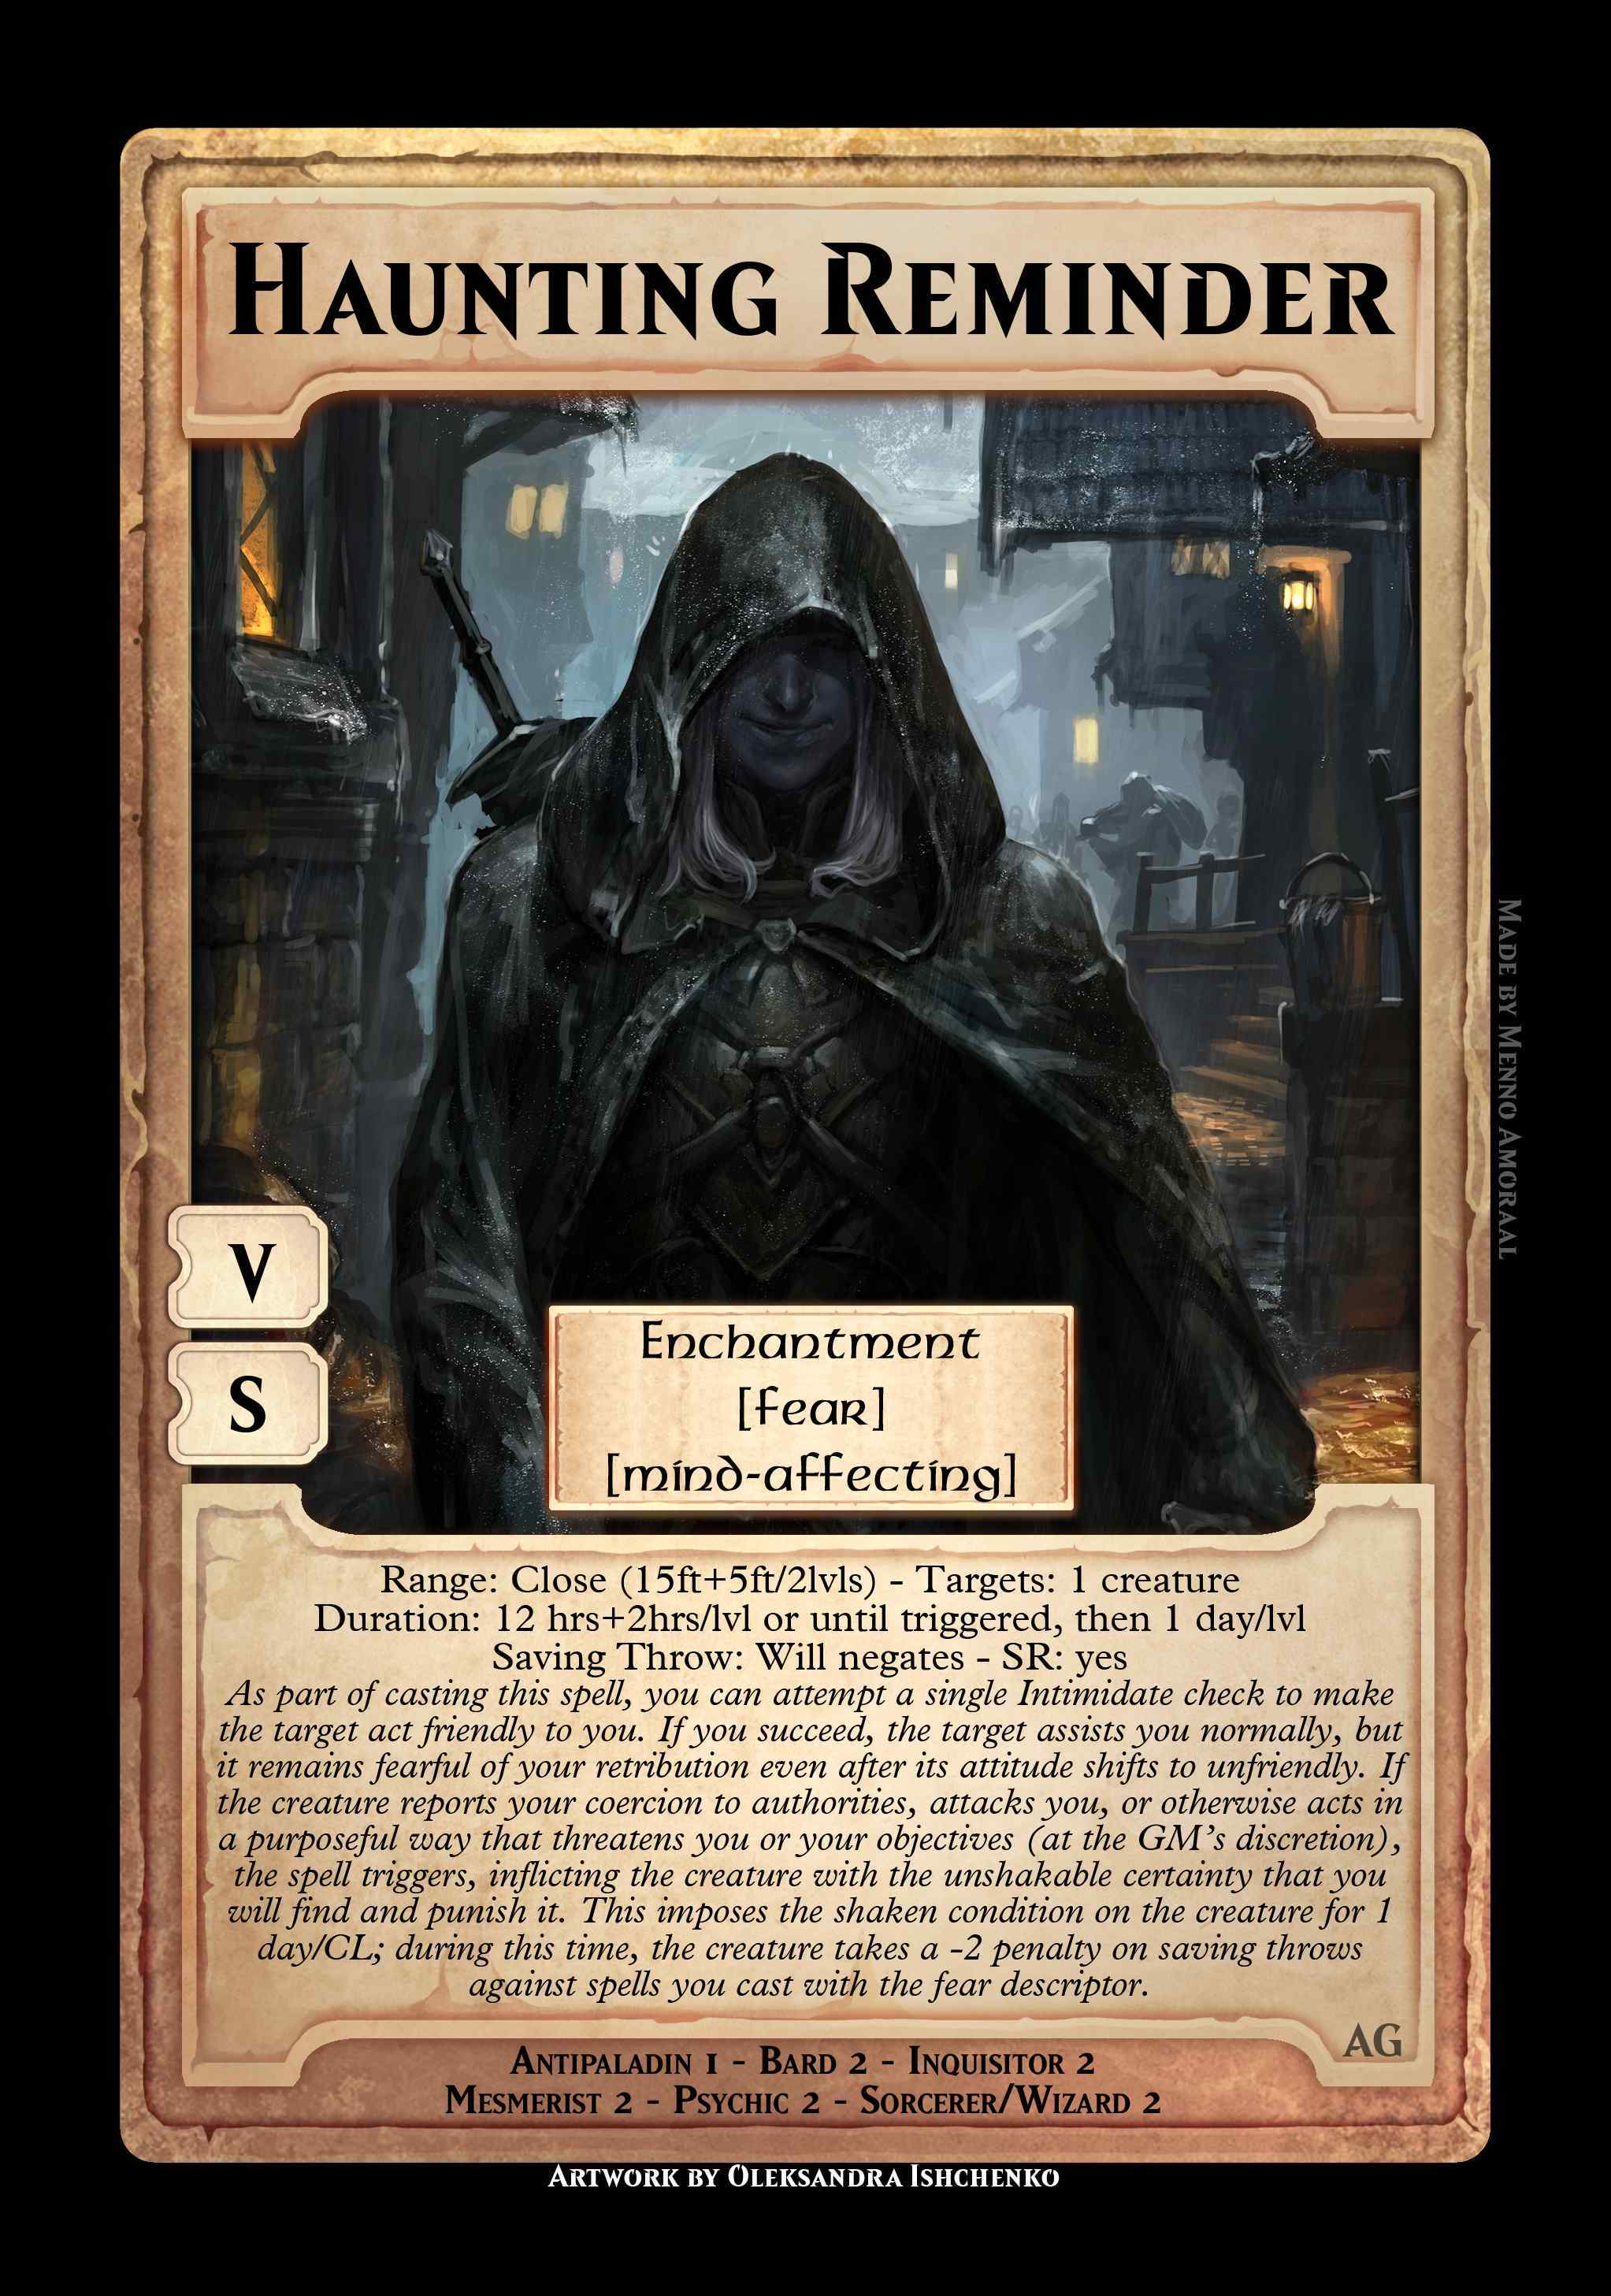 Haunting Reminder
V
S
Enchantment
[fear]
[mind-affecting]
Range: Close (15ft+5ft/2lvls) - Targets: 1 creature
Duration: 12 hrs+2hrs/lvl or until triggered, then 1 day/lvl
Saving Throw: Will negates - SR: yes
As part of casting this spell, you can attempt a single Intimidate check to make
the target act friendly to you. If you succeed, the target assists you normally, but
it remains fearful of your retribution even after its attitude shifts to unfriendly. If
the creature reports your coercion to authorities, attacks you, or otherwise acts in
a purposeful way that threatens you or your objectives (at the GM's discretion),
the spell triggers, inflicting the creature with the unshakable certainty that you
will find and punish it. This imposes the shaken condition on the creature for 1
day/CL; during this time, the creature takes a -2 penalty on saving throws
against spells you cast with the fear descriptor.
AG
Antipaladin 1 - Bard 2 - Inquisitor 2
Mesmerist 2 - Psychic 2 - Sorcerer/Wizard 2
Artwork by Oleksandra Ishchenko
Made by Menno Amoraal